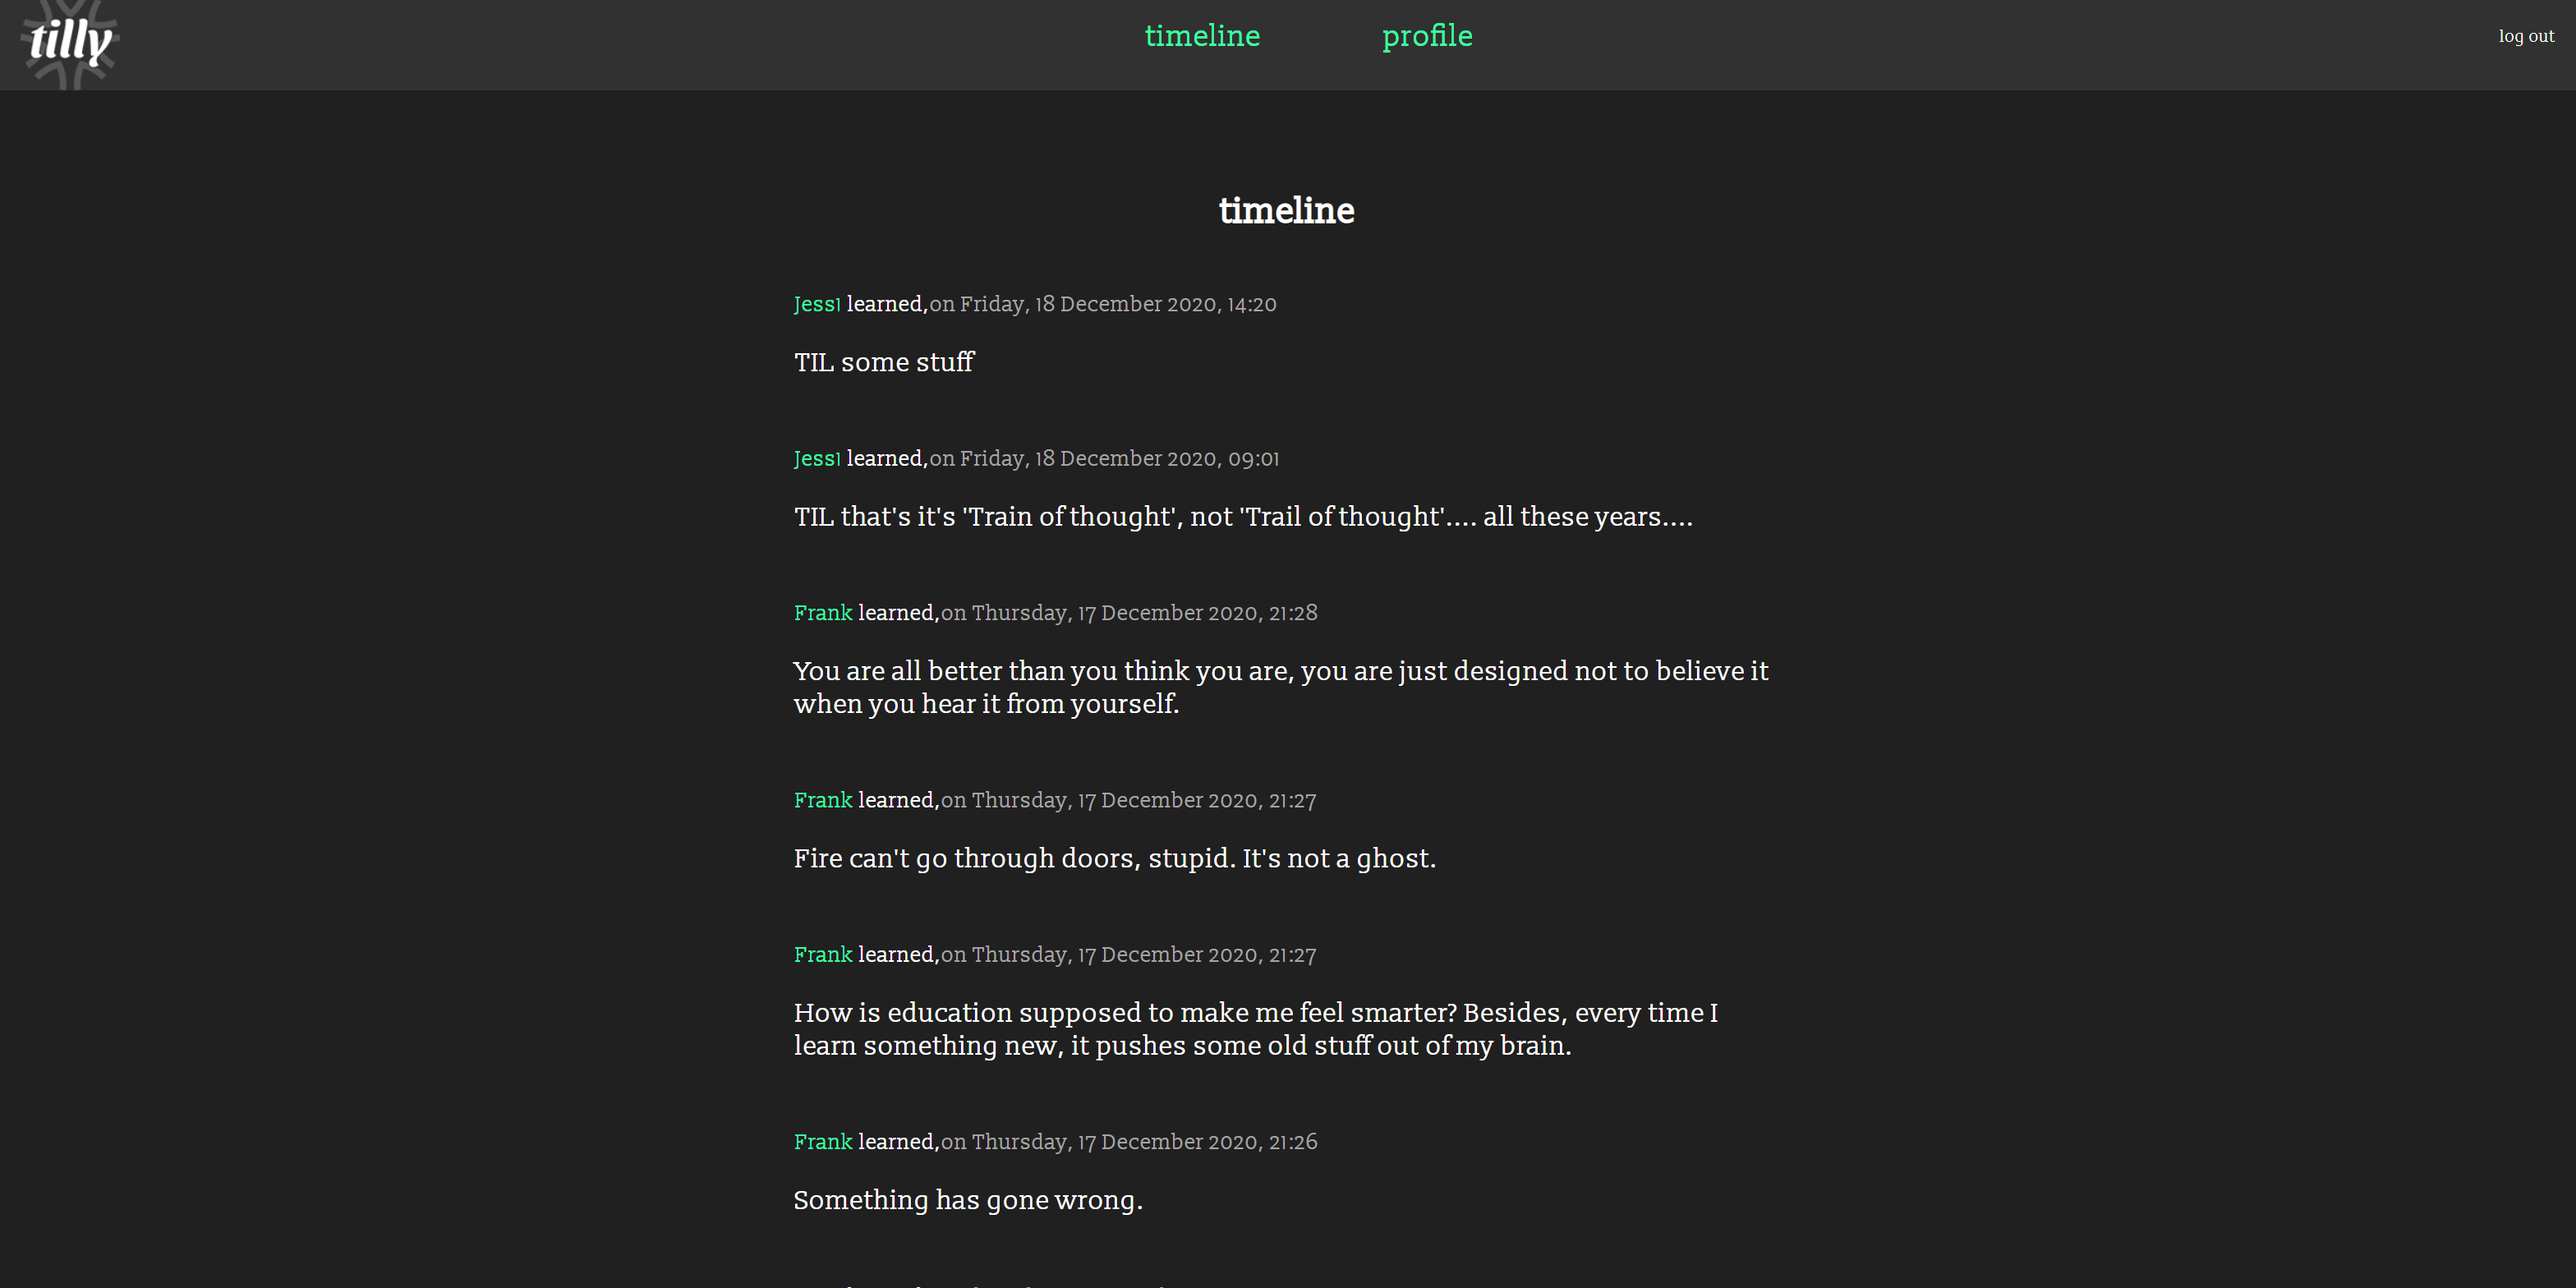 tilly
timeline
profile
log out
timeline
Jess1 learned,on Friday, 18 December 2020, 14:20
TIL some stuff
Jess1 learned,on Friday, 18 December 2020, 09:01
TIL that's it's 'Train of thought', not 'Trail of thought'.... all these years....
Frank learned,on Thursday, 17 December 2020, 21:28
You are all better than you think you are, you are just designed not to believe it
when you hear it from yourself.
Frank learned,on Thursday, 17 December 2020, 21:27
Fire can't go through doors, stupid. It's not a ghost.
Frank learned,on Thursday, 17 December 2020, 21:27
How is education supposed to make me feel smarter? Besides, every time I
learn something new, it pushes some old stuff out of my brain.
Frank learned,on Thursday, 17 December 2020, 21:26
Something has gone wrong.